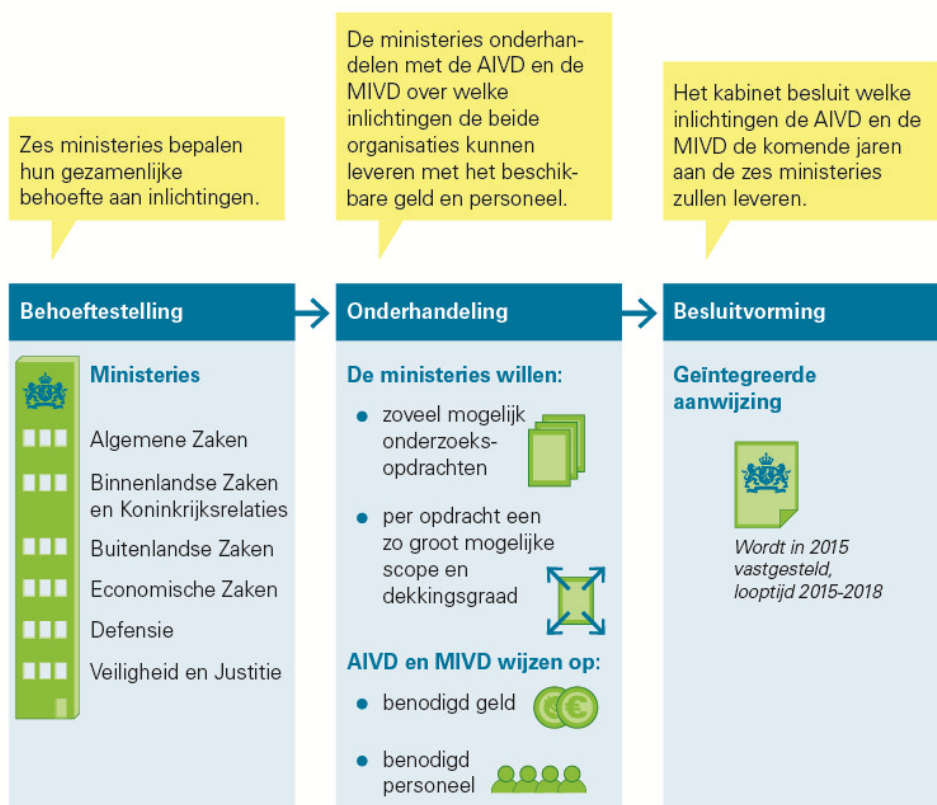 Zes ministeries bepalen
hun gezamenlijke
behoefte aan inlichtingen.
De ministeries onderhan-
delen met de AIVD en de
MIVD over welke
inlichtingen de beide
organisaties kunnen
leveren met het beschik-
bare geld en personeel.
Het kabinet besluit welke
inlichtingen de AIVD en de
MIVD de komende jaren
aan de zes ministeries
zullen leveren.
Behoeftestelling
Ministeries
Algemene Zaken
Binnenlandse Zaken
en Koninkrijksrelaties
Buitenlandse Zaken
Economische Zaken
Defensie
Veiligheid en Justitie
Onderhandeling
De ministeries willen:
• zoveel mogelijk
onderzoeks-
opdrachten
• per opdracht een
zo groot mogelijke
scope en
dekkingsgraad
AIVD en MIVD wijzen op:
• benodigd geld
€
• benodigd
personeel
Besluitvorming
Geïntegreerde
aanwijzing
Wordt in 2015
vastgesteld,
looptijd 2015-2018